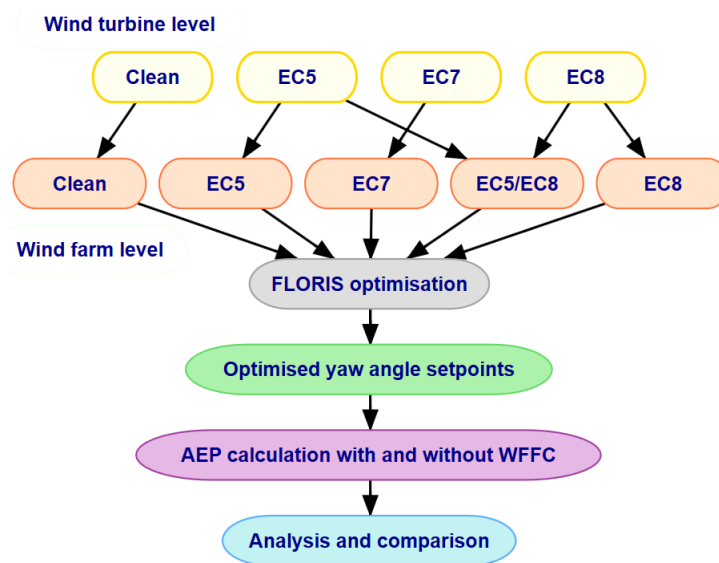 Wind turbine level
Clean
EC5
EC7
EC8
Clean
EC5
EC7
EC5/EC8
EC8
Wind farm level
FLORIS optimisation
Optimised yaw angle setpoints
AEP calculation with and without WFFC
Analysis and comparison